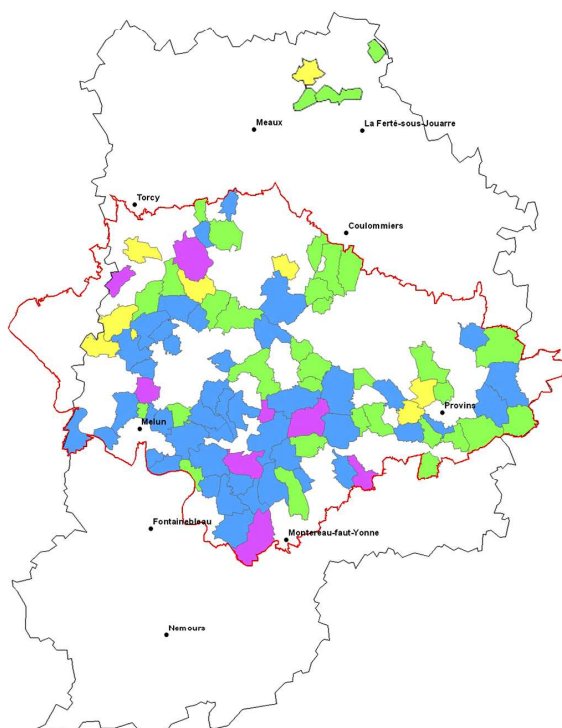 Meaux
La Ferté-sous-Jouarre
Torcy
Coulommiers
Provins
Melun
Fontainebleau
Montereau-faut-Yonne
Nemours